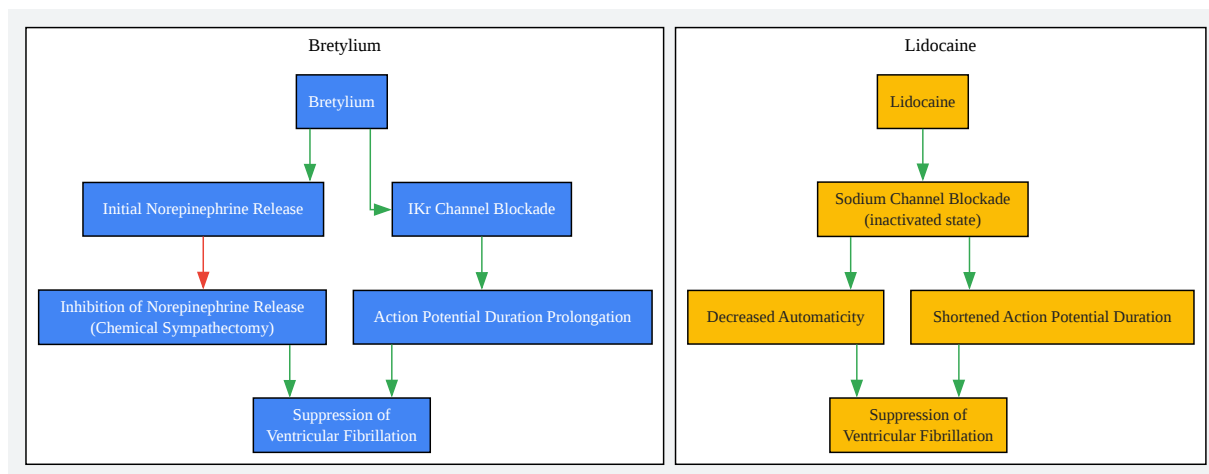 Bretylium
Bretylium
Initial Norepinephrine Release
IKr Channel Blockade
Inhibition of Norepinephrine Release
(Chemical Sympathectomy)
Action Potential Duration Prolongation
Suppression of
Ventricular Fibrillation
Lidocaine
Lidocaine
Sodium Channel Blockade
(inactivated state)
Decreased Automaticity
Shortened Action Potential Duration
Suppression of
Ventricular Fibrillation